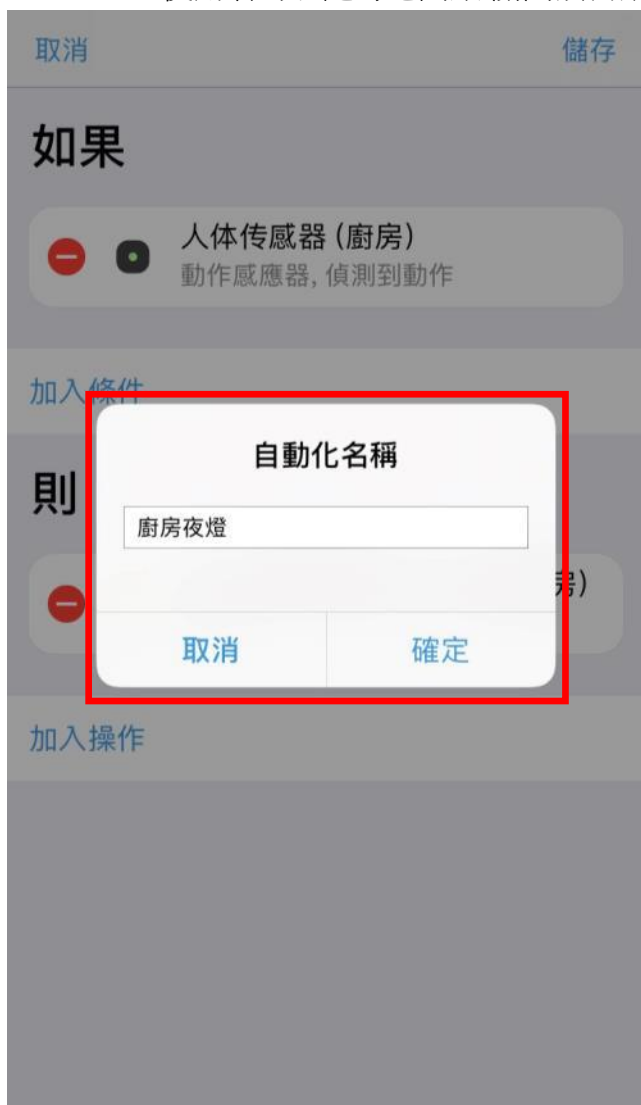 取消
儲存
如果
人体传感器 (廚房)
動作感應器, 偵測到動作
加入條件
自動化名稱
則
廚房夜燈
房)
取消
確定
加入操作